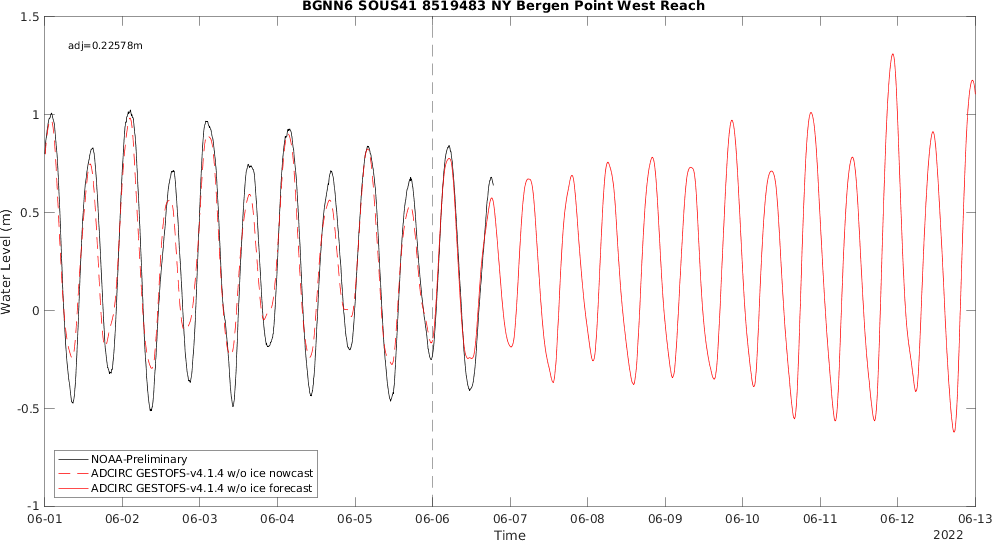 BGNN6 SOUS41 8519483 NY Bergen Point West Reach
adj=0.22578m
1.5
1
0.5
0
-0.5
-1
Water Level (m)
NOAA-Preliminary
ADCIRC GESTOFS-v4.1.4 w/o ice nowcast
ADCIRC GESTOFS-v4.1.4 w/o ice forecast
06-01 06-02 06-03 06-04 06-05 06-06 06-07 06-08 06-09 06-10 06-11 06-12 06-13
Time
2022